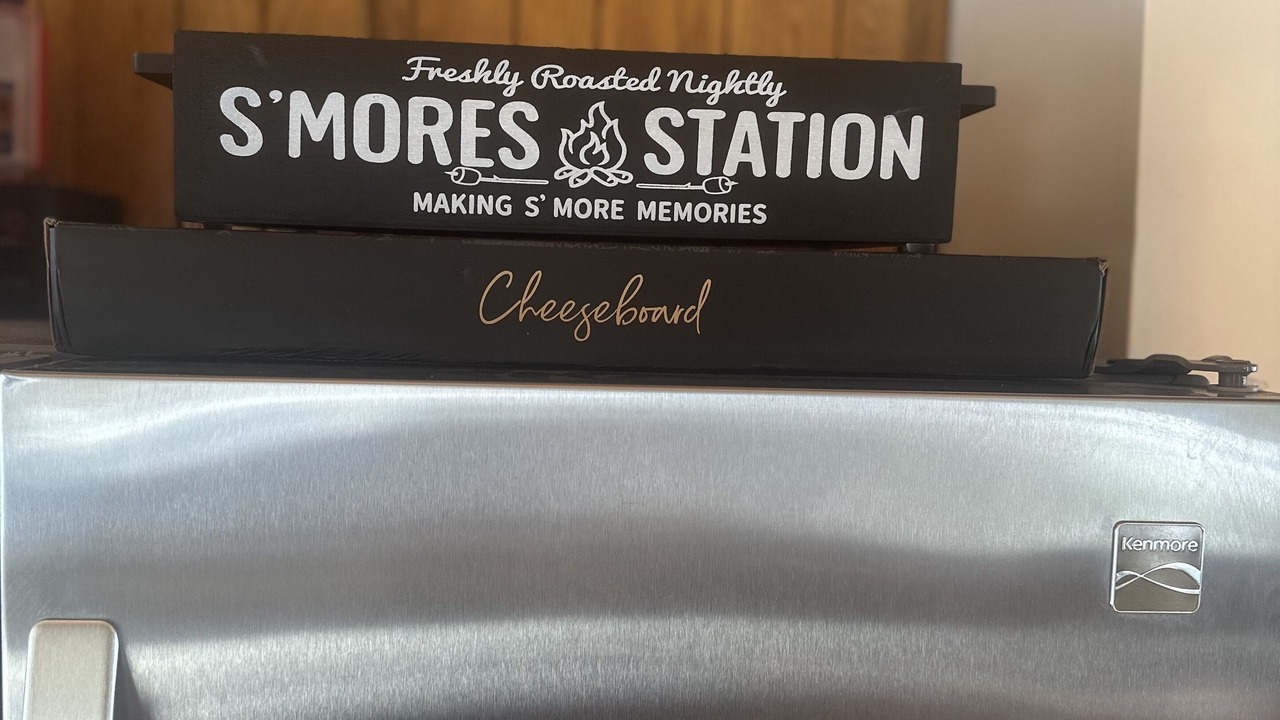 Freshly Roasted Nightly
S'MORES STATION
MAKING S'MORE MEMORIES
Cheeseboard
Kenmore